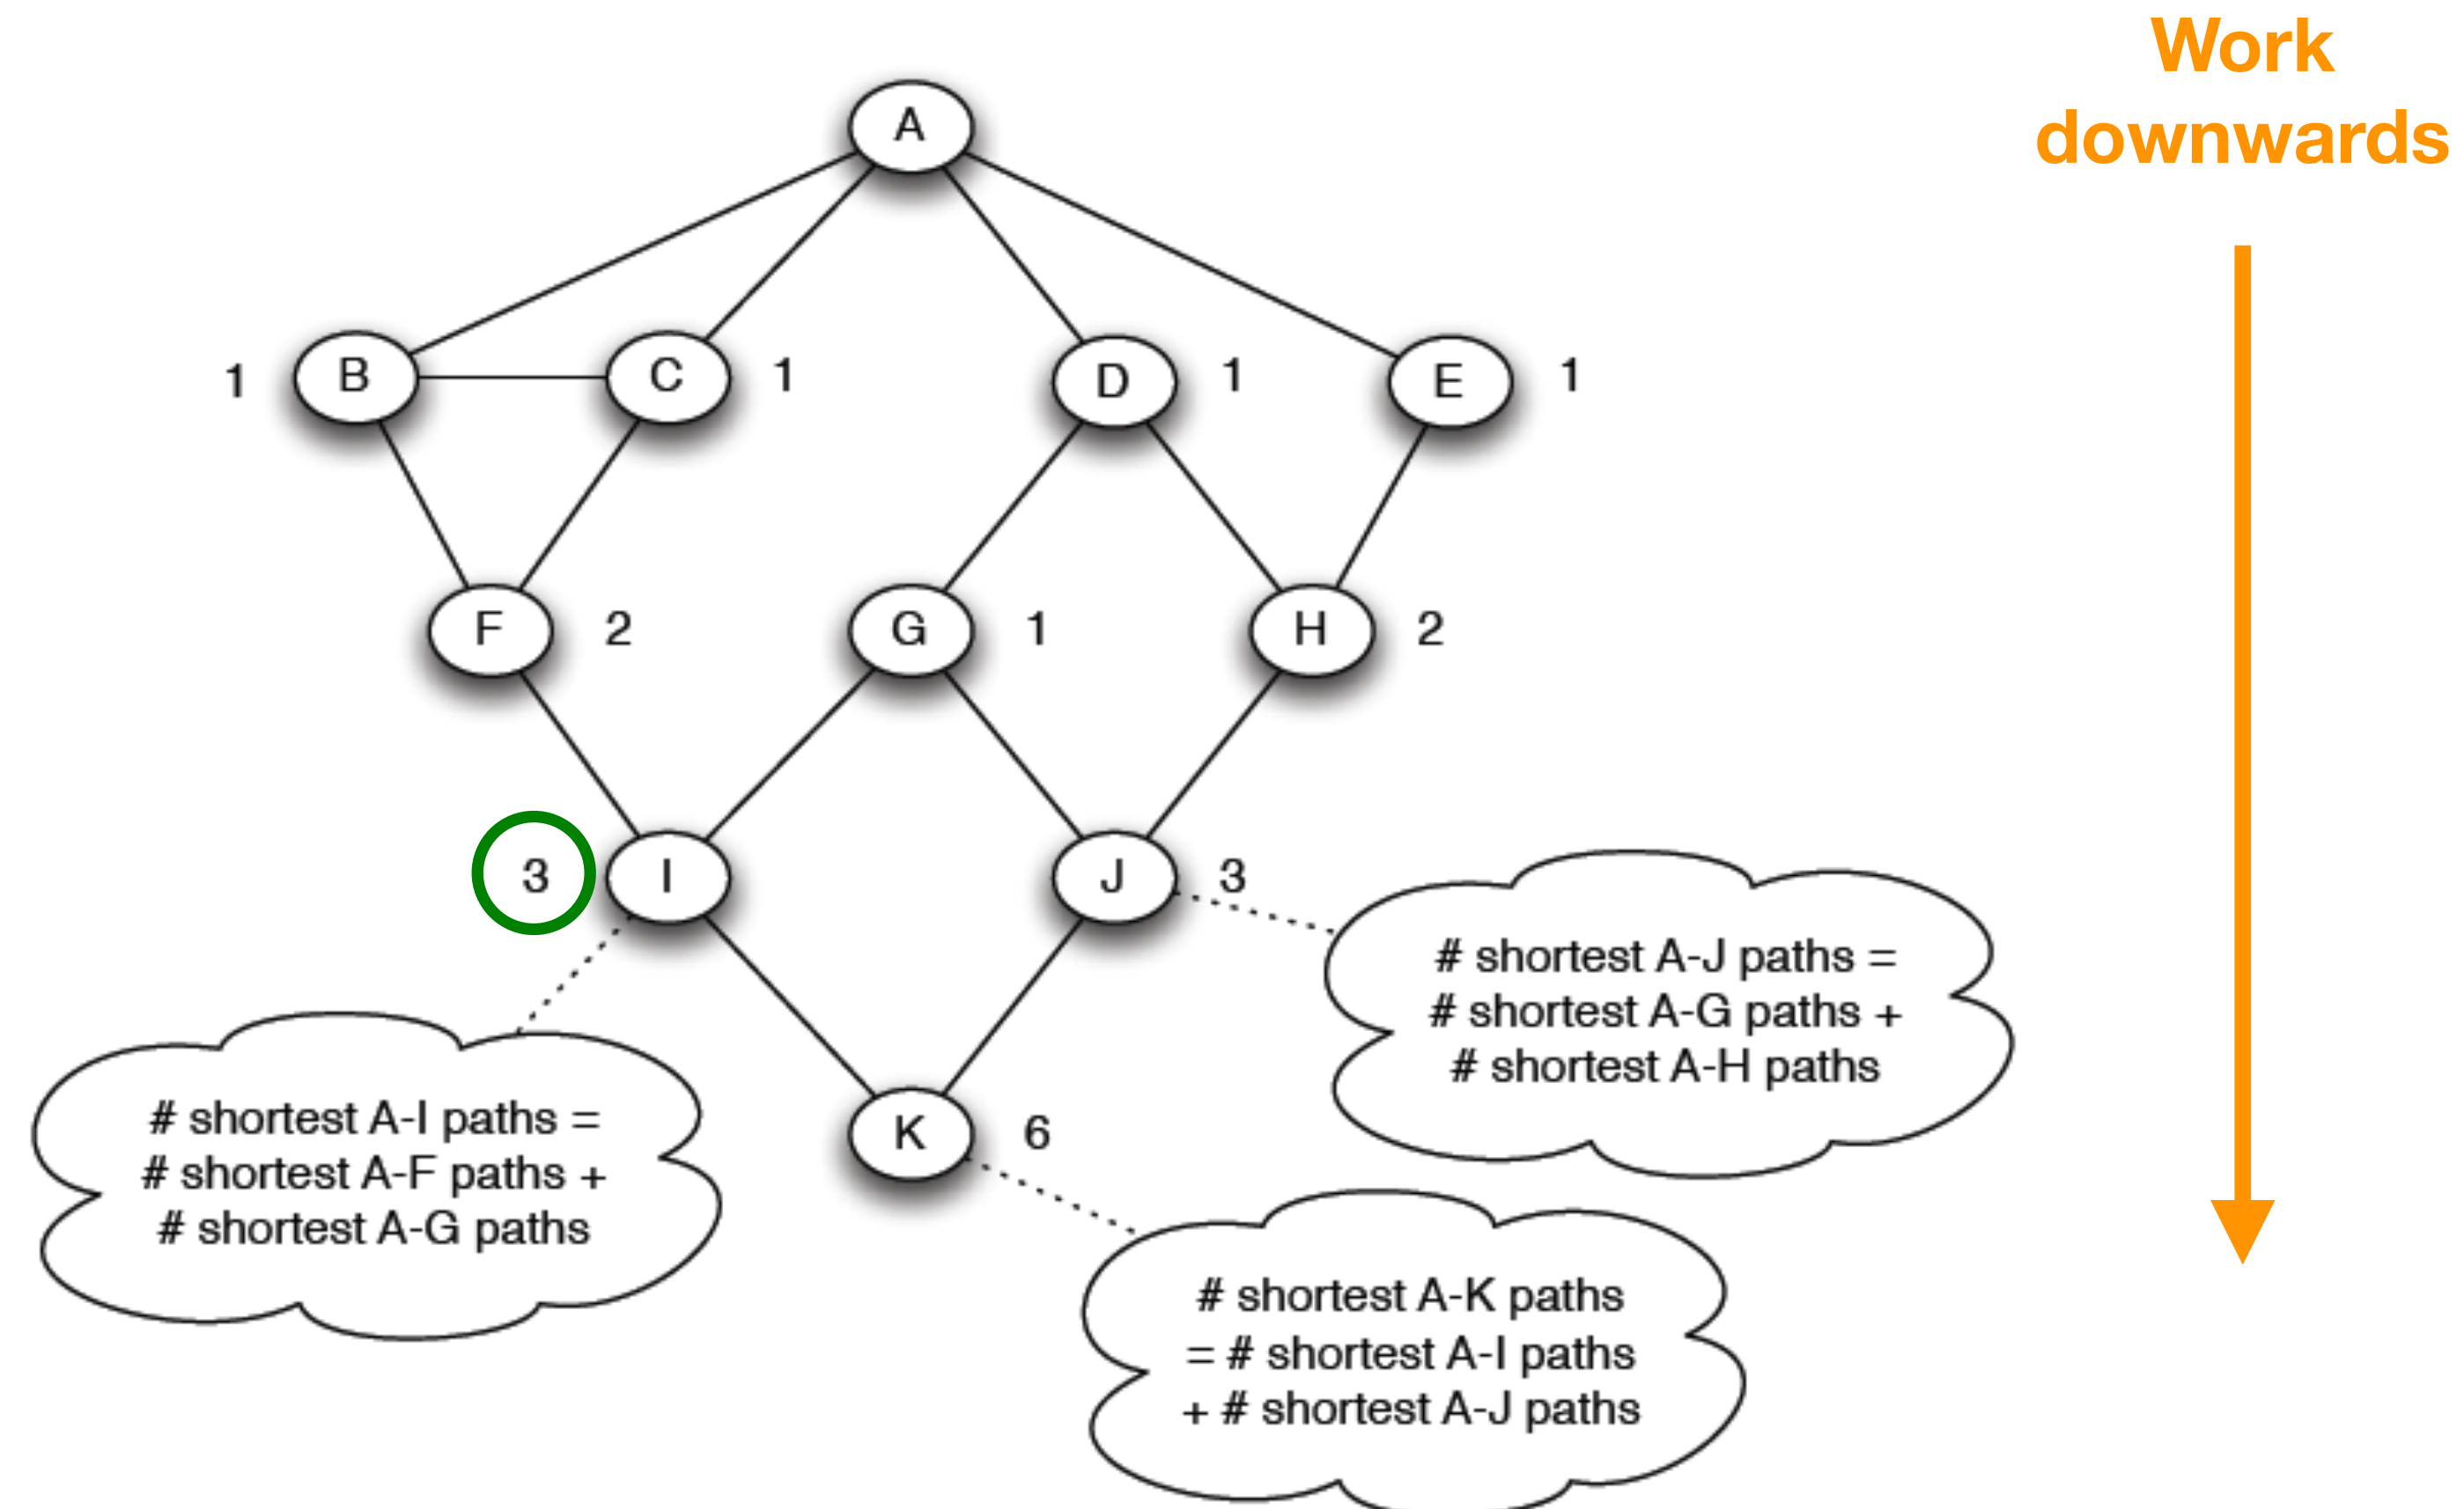 Work
downwards
A
1 B C 1 D 1 E 1
F 2 G 1 H 2
3 I J 3
# shortest A-J paths =
# shortest A-G paths +
# shortest A-H paths
# shortest A-I paths =
# shortest A-F paths +
# shortest A-G paths
K 6
# shortest A-K paths
= # shortest A-I paths
+ # shortest A-J paths